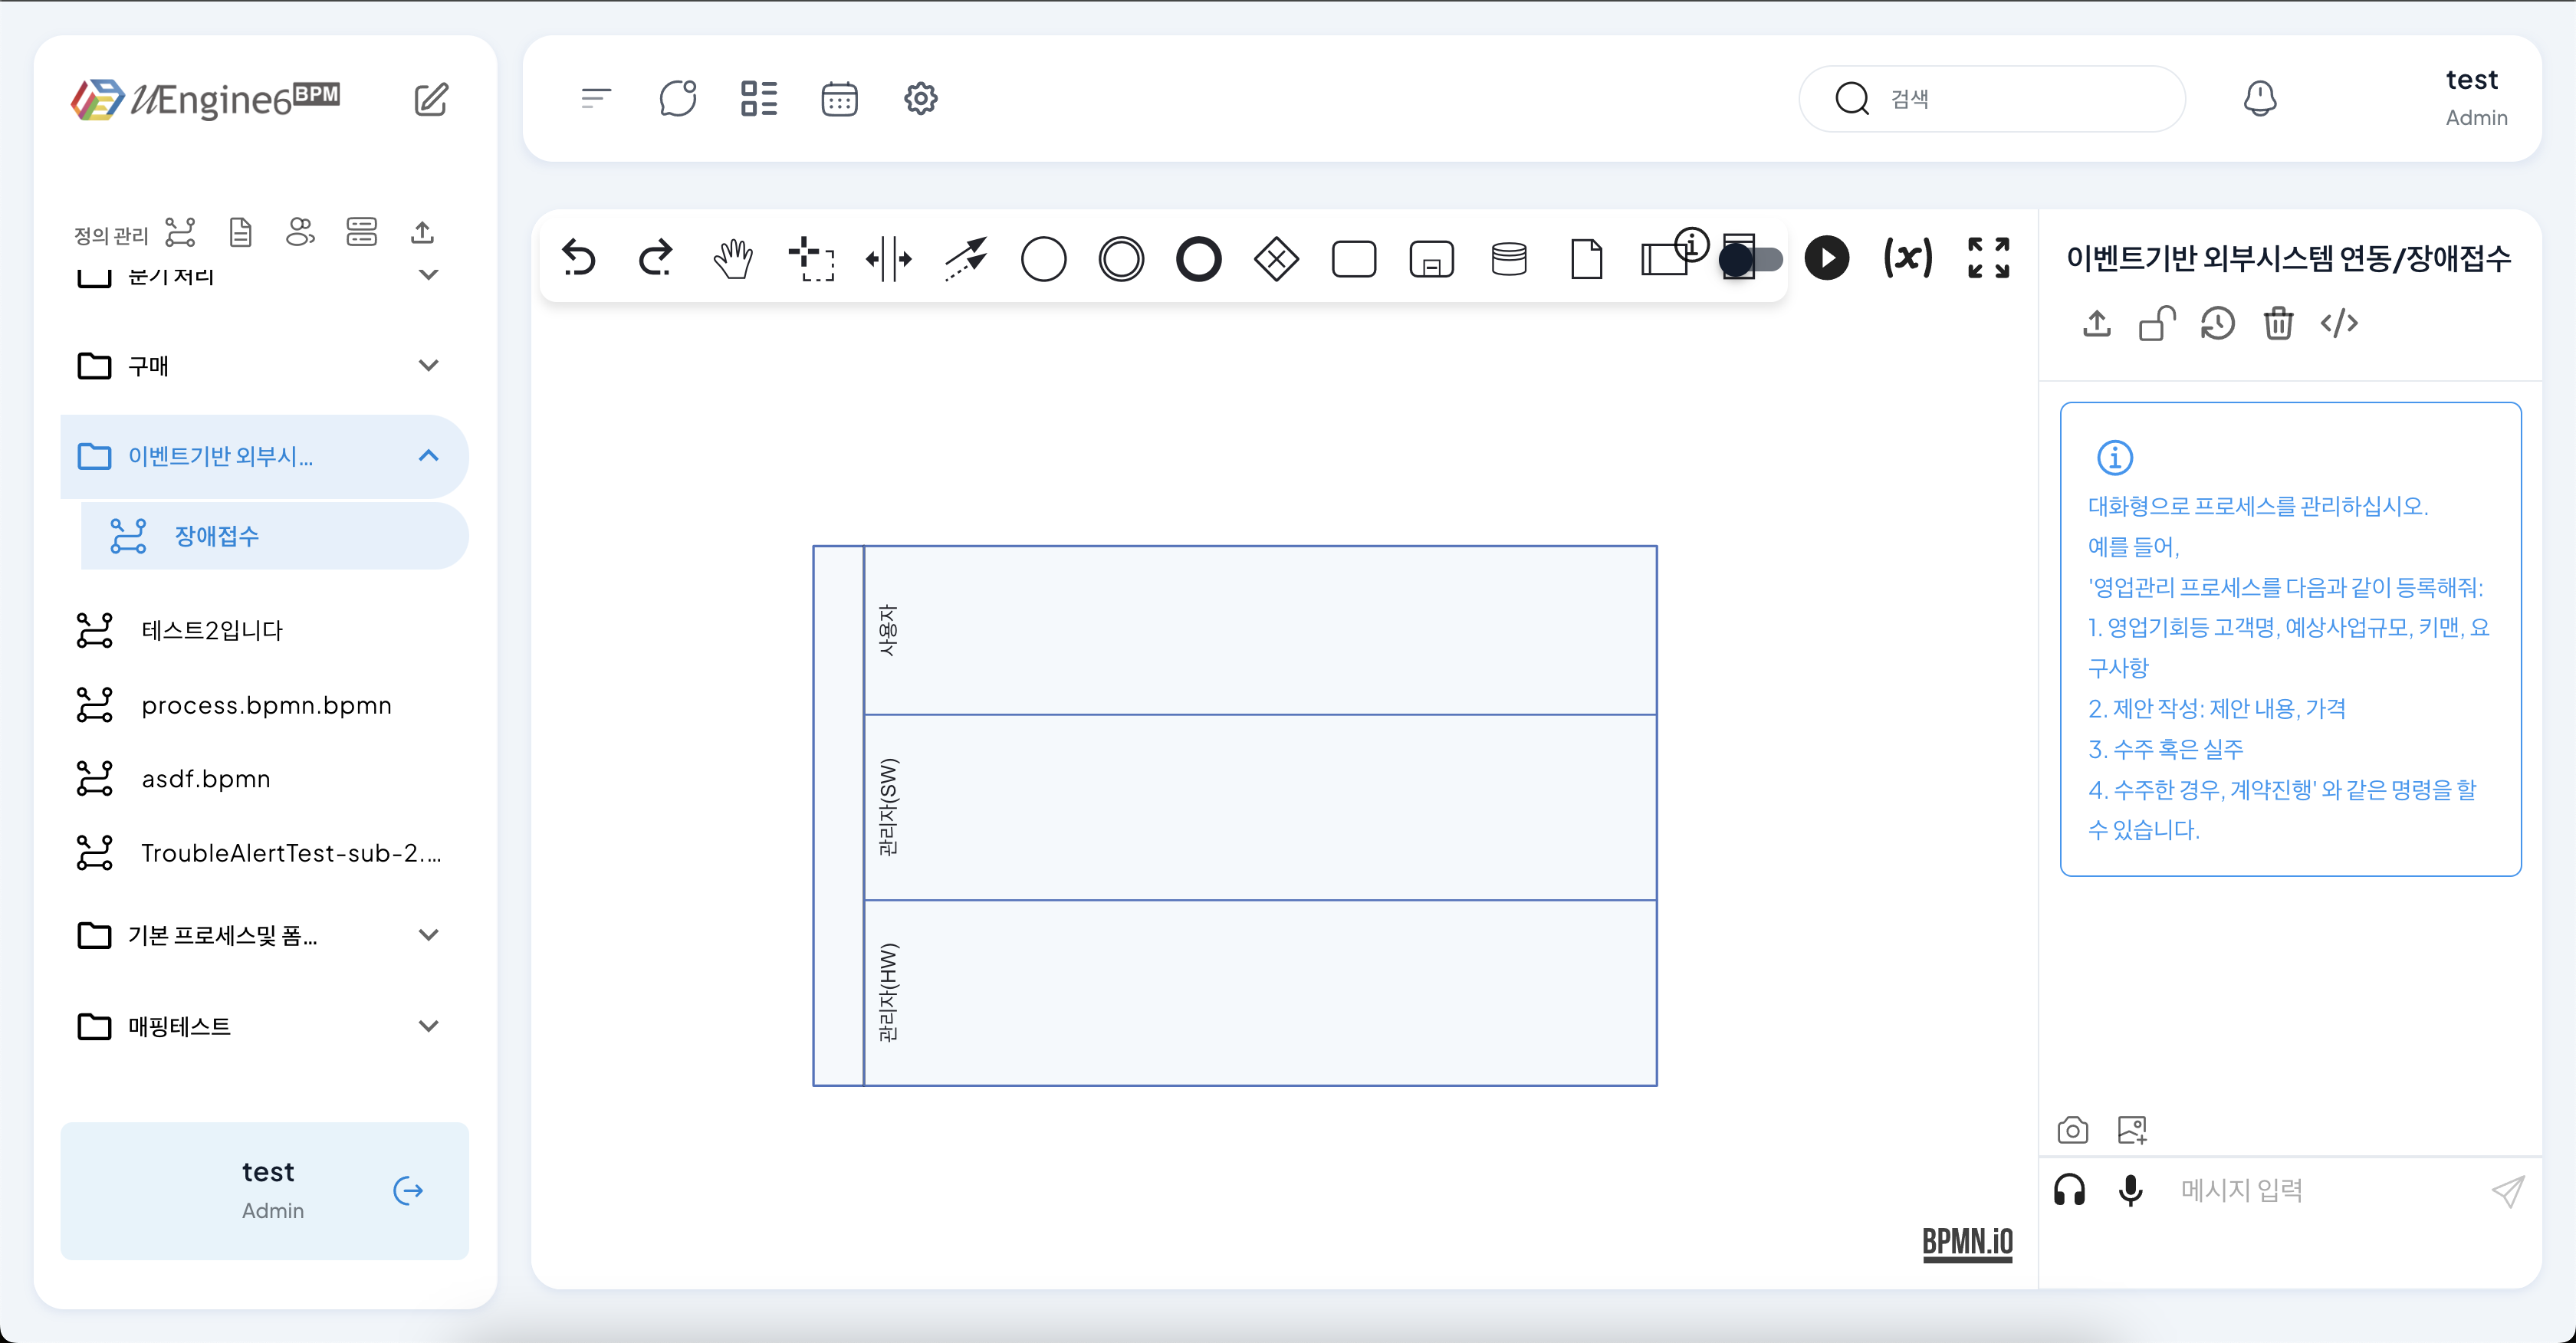 uEngine6 BPM
검색
test
Admin
정의 관리
분기 처리
구매
이벤트기반 외부시...
장애접수
테스트2입니다
process.bpmn.bpmn
asdf.bpmn
TroubleAlertTest-sub-2....
기본 프로세스및 폼...
매핑테스트
test
Admin
(x)
사용자
관리자(SW)
관리자(HW)
BPMN.iO
이벤트기반 외부시스템 연동/장애접수
대화형으로 프로세스를 관리하십시오.
예를 들어,
'영업관리 프로세스를 다음과 같이 등록해줘:
1. 영업기회등 고객명, 예상사업규모, 키맨, 요
구사항
2. 제안 작성: 제안 내용, 가격
3. 수주 혹은 실주
4. 수주한 경우, 계약진행' 와 같은 명령을 할
수 있습니다.
메시지 입력